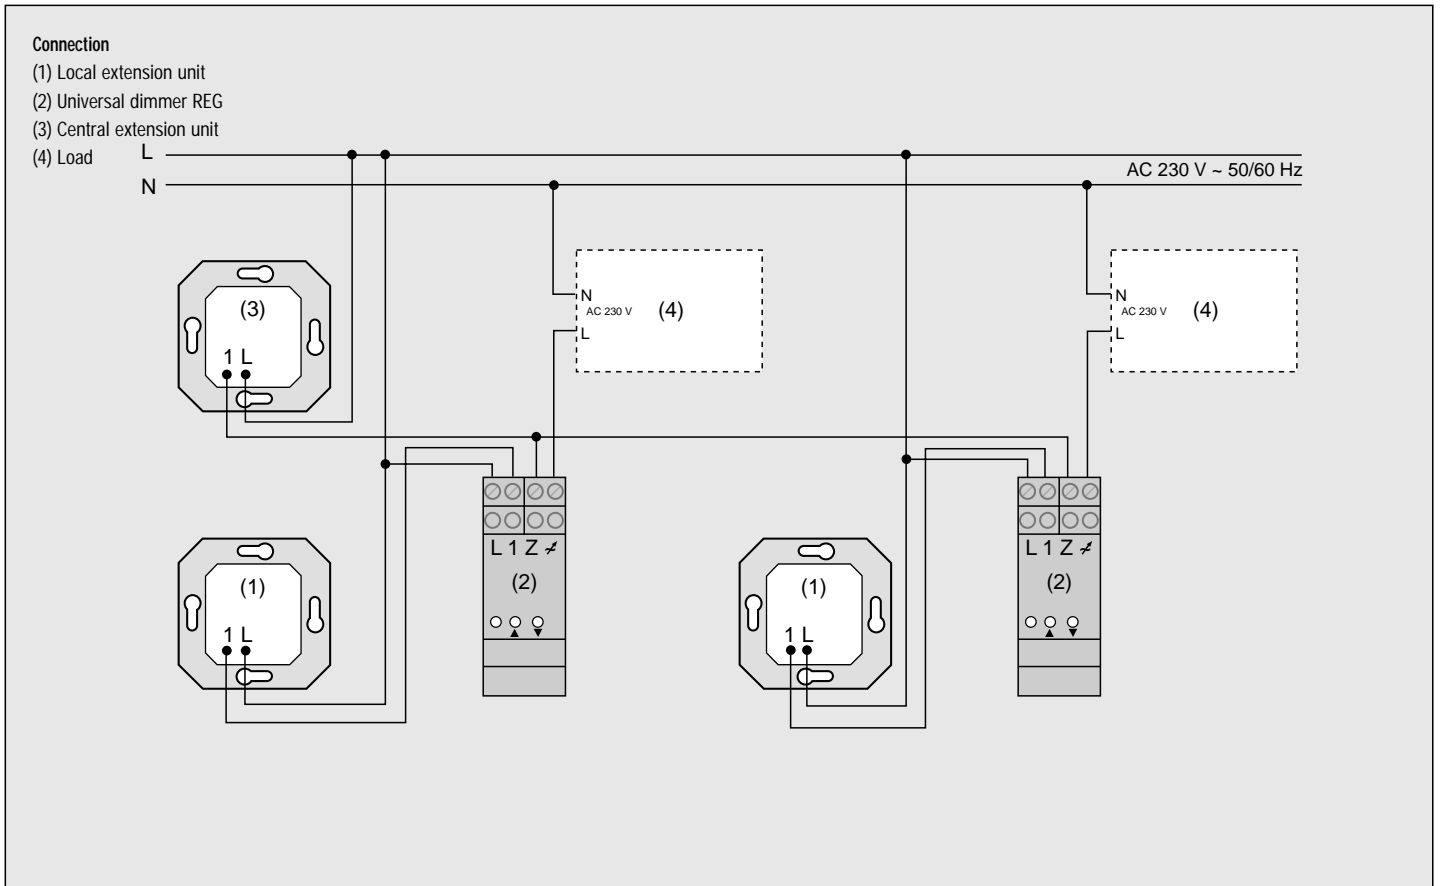 Connection
(1) Local extension unit
(2) Universal dimmer REG
(3) Central extension unit
(4) Load
L
AC 230 V ~ 50/60 Hz
N
(3)
1 L
N
AC 230 V
(4)
L
N
AC 230 V
(4)
L
(1)
1 L
L 1 Z
(2)
(1)
1 L
L 1 Z
(2)